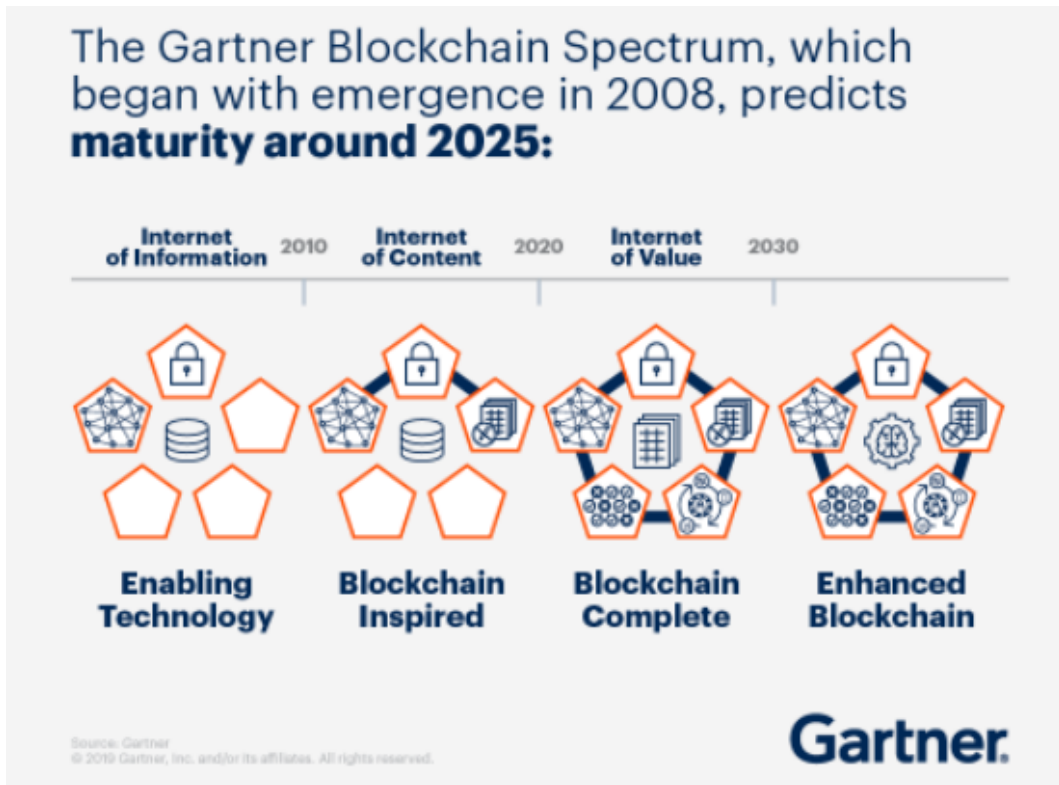 The Gartner Blockchain Spectrum, which
began with emergence in 2008, predicts
maturity around 2025:
Internet
of Information
2010
Internet
of Content
2020
Internet
of Value
2030
Enabling
Technology
Blockchain
Inspired
Blockchain
Complete
Enhanced
Blockchain
Source: Gartner
© 2019 Gartner, Inc. and/or its affiliates. All rights reserved.
Gartner®